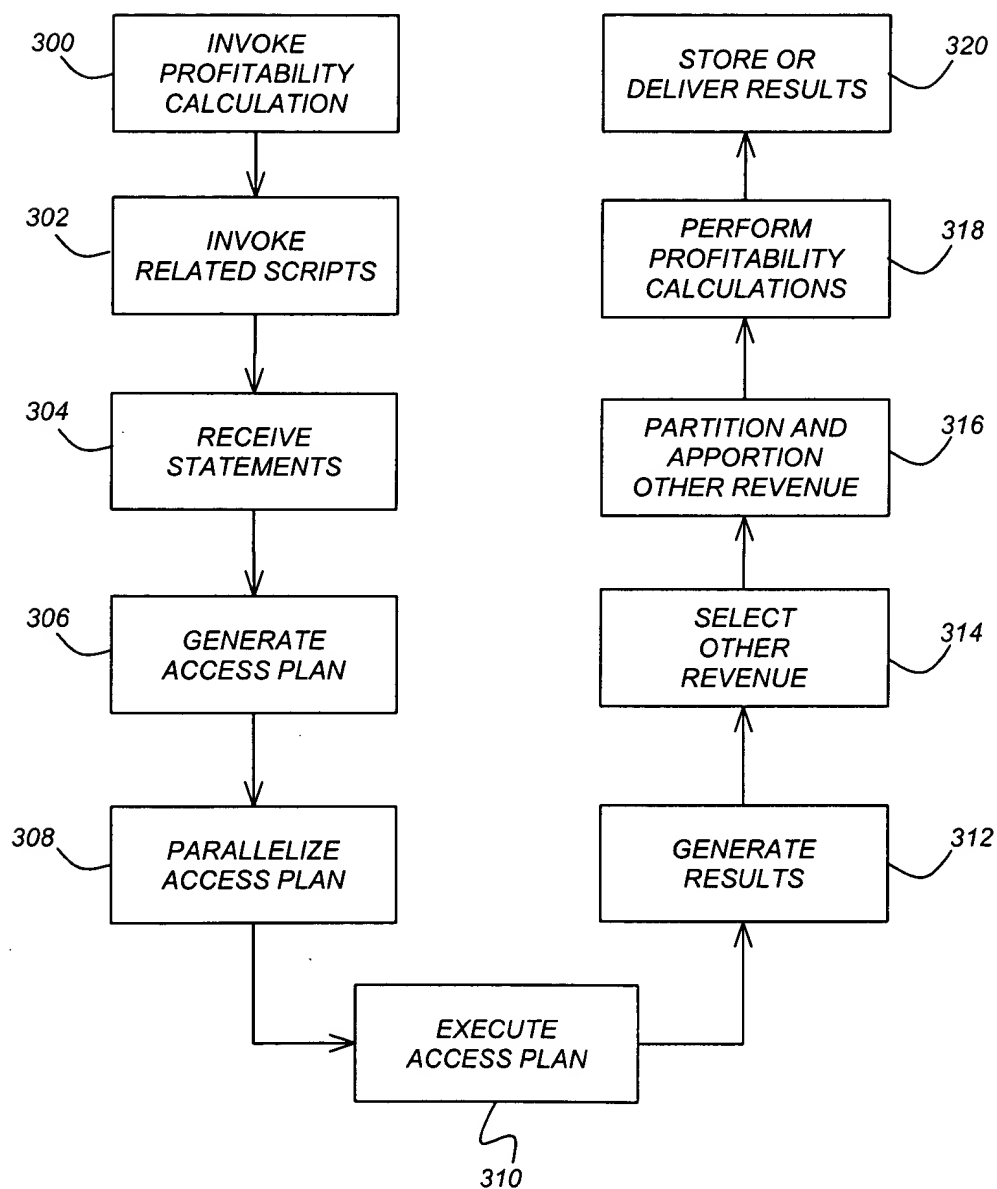 300
INVOKE
PROFITABILITY
CALCULATION
302
INVOKE
RELATED SCRIPTS
304
RECEIVE
STATEMENTS
306
GENERATE
ACCESS PLAN
308
PARALLELIZE
ACCESS PLAN
EXECUTE
ACCESS PLAN
310
GENERATE
RESULTS
312
SELECT
OTHER
REVENUE
314
PARTITION AND
APPORTION
OTHER REVENUE
316
PERFORM
PROFITABILITY
CALCULATIONS
318
STORE OR
DELIVER RESULTS
320